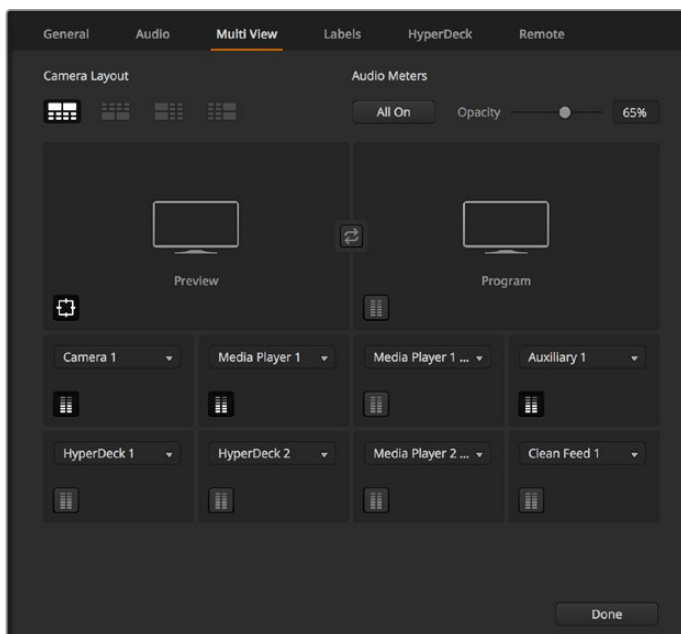 General Audio Multi View Labels HyperDeck Remote
Camera Layout Audio Meters
All On Opacity 65%
Preview Program
Camera 1 Media Player 1 Media Player 1 ... Auxiliary 1
HyperDeck 1 HyperDeck 2 Media Player 2 ... Clean Feed 1
Done